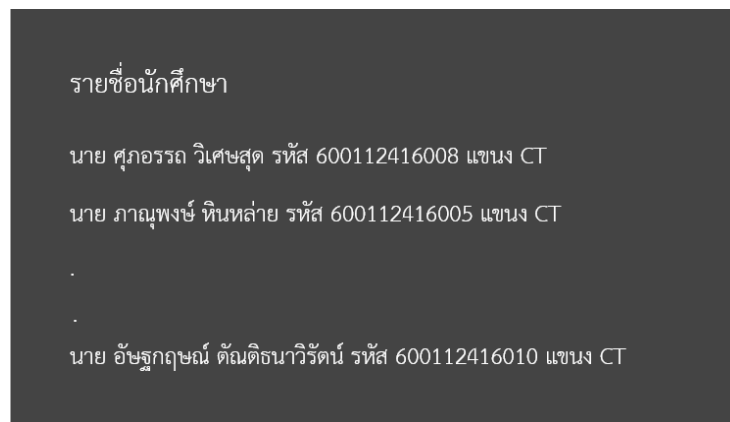 รายชื่อนักศึกษา
นาย ศุภอรรถ วิเศษสุด รหัส 600112416008 แขนง CT
นาย ภาณุพงษ์ หินหล่าย รหัส 600112416005 แขนง CT
.
.
นาย อัษฐกฤษณ์ ตัณติธนาวิรัตน์ รหัส 600112416010 แขนง CT